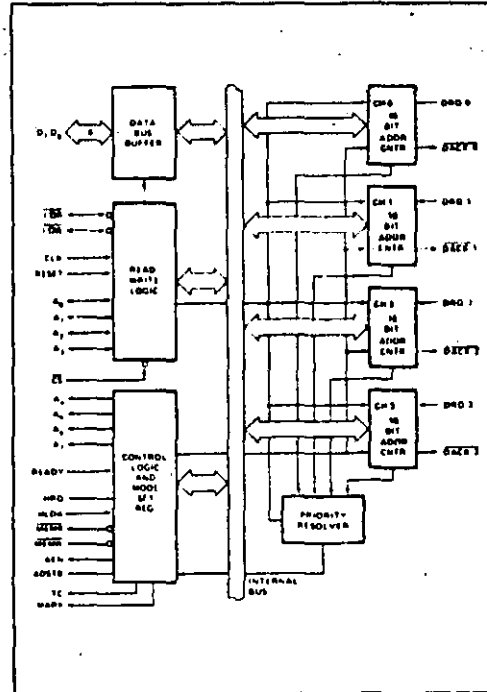 DATA
BUS
BUFFER
D, D₀
8
CLK
RESET
A₀
A₁
A₂
A₃
CS
READ
WRITE
LOGIC
A₄
A₅
A₆
A₇
READY
HRQ
HLDA
MEMR
AEN
ADSTB
TC
MARK
CONTROL
LOGIC
AND
MODE
SET
REG
INTERNAL
BUS
CH 0
16
BIT
ADDR
CNTR
DRQ 0
DACK 0
CH 1
16
BIT
ADDR
CNTR
DRQ 1
DACK 1
16
BIT
ADDR
CNTR
DRQ 2
DACK 2
CH 3
16
BIT
ADDR
CNTR
DRQ 3
DACK 3
PRIORITY
RESOLVER